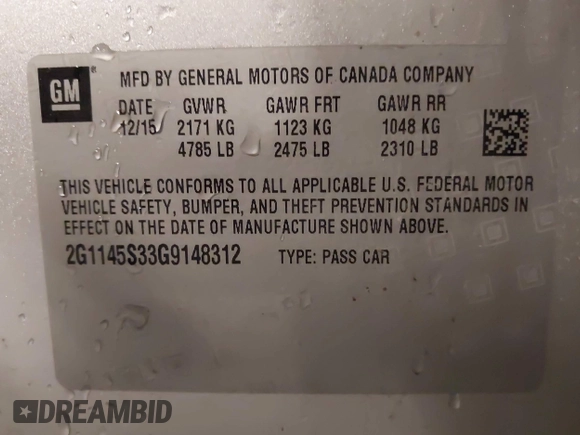 GM ®
MFD BY GENERAL MOTORS OF CANADA COMPANY
DATE GVWR GAWR FRT GAWR RR
12/15 2171 KG 1123 KG 1048 KG
4785 LB 2475 LB 2310 LB
THIS VEHICLE CONFORMS TO ALL APPLICABLE U.S. FEDERAL MOTOR
VEHICLE SAFETY, BUMPER, AND THEFT PREVENTION STANDARDS IN
EFFECT ON THE DATE OF MANUFACTURE SHOWN ABOVE.
2G1145S33G9148312 TYPE: PASS CAR
DREAMBID